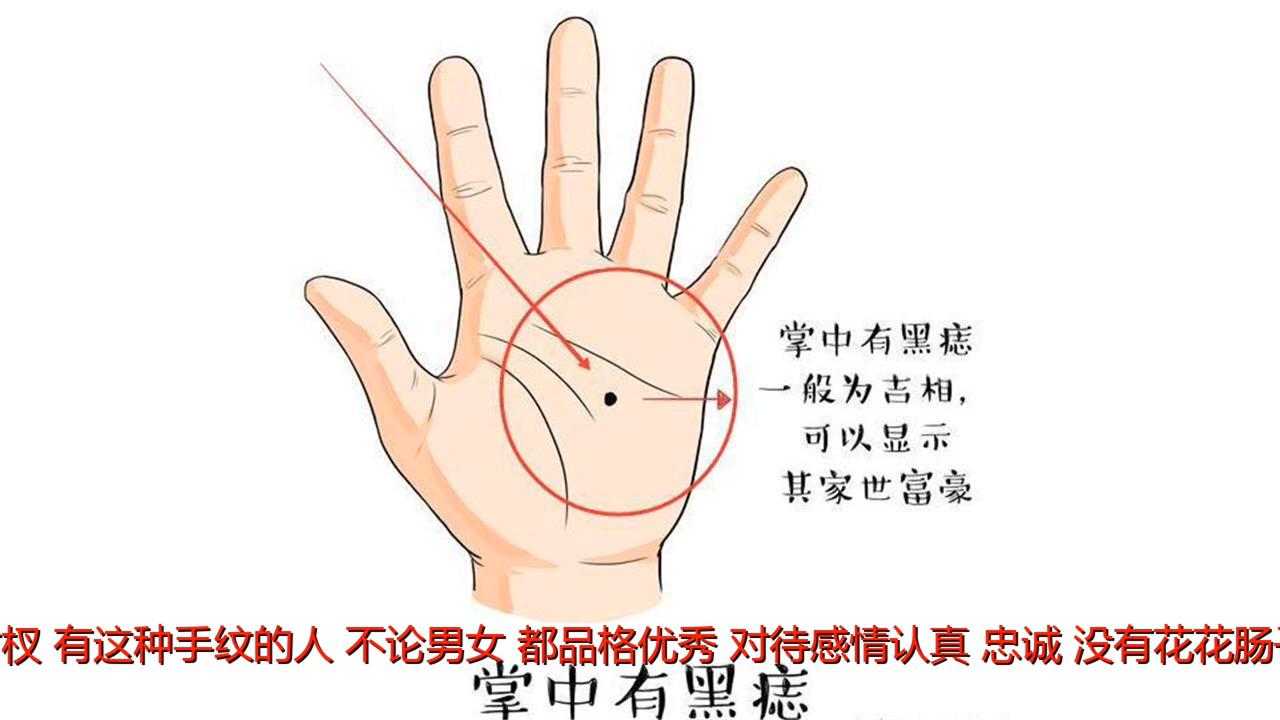 掌中有黑痣
一般为吉相,
可以显示
其家世富豪
杈 有这种手纹的人 不论男女 都品格优秀 对待感情认真 忠诚 没有花花肠
掌中有黑痣